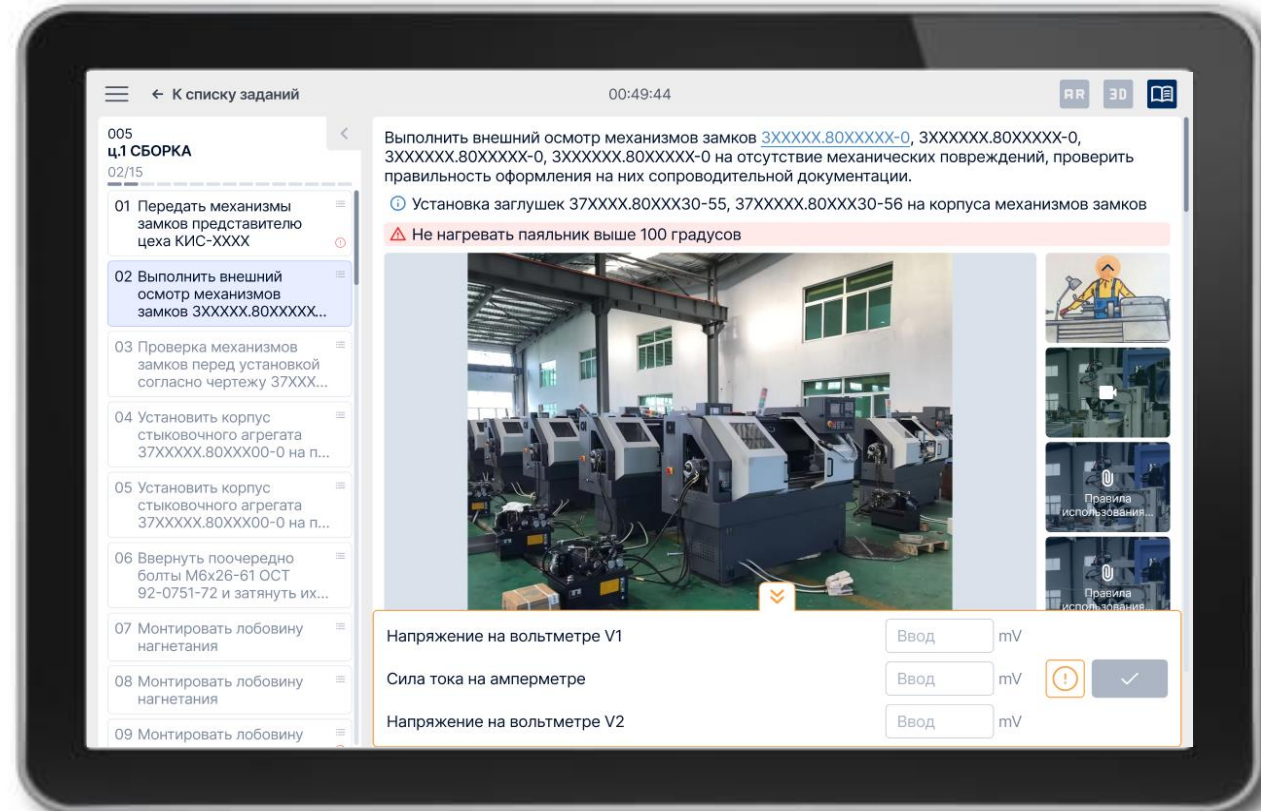 ← К списку заданий
00:49:44
AR
3D
005
ц.1 СБОРКА
02/15
01 Передать механизмы
замков представителю
цеха КИС-XXXX
02 Выполнить внешний
осмотр механизмов
замков 3XXXXX.80XXXXX...
03 Проверка механизмов
замков перед установкой
согласно чертежу 37XXX...
04 Установить корпус
стыковочного агрегата
37XXXXX.80XXX00-0 на п...
05 Установить корпус
стыковочного агрегата
37XXXXX.80XXX00-0 на п...
06 Ввернуть поочередно
болты М6х26-61 ОСТ
92-0751-72 и затянуть их...
07 Монтировать лобовину
нагнетания
08 Монтировать лобовину
нагнетания
09 Монтировать лобовину
Выполнить внешний осмотр механизмов замков 3XXXXX.80XXXXX-0, 3XXXXXX.80XXXXX-0,
3XXXXXX.80XXXXX-0, 3XXXXXX.80XXXXX-0 на отсутствие механических повреждений, проверить
правильность оформления на них сопроводительной документации.
Установка заглушек 37XXXX.80XXX30-55, 37XXXXX.80XXX30-56 на корпуса механизмов замков
Не нагревать паяльник выше 100 градусов
Правила
использования...
Правила
использования...
Напряжение на вольтметре V1
Ввод
mV
Сила тока на амперметре
Ввод
mV
Напряжение на вольтметре V2
Ввод
mV